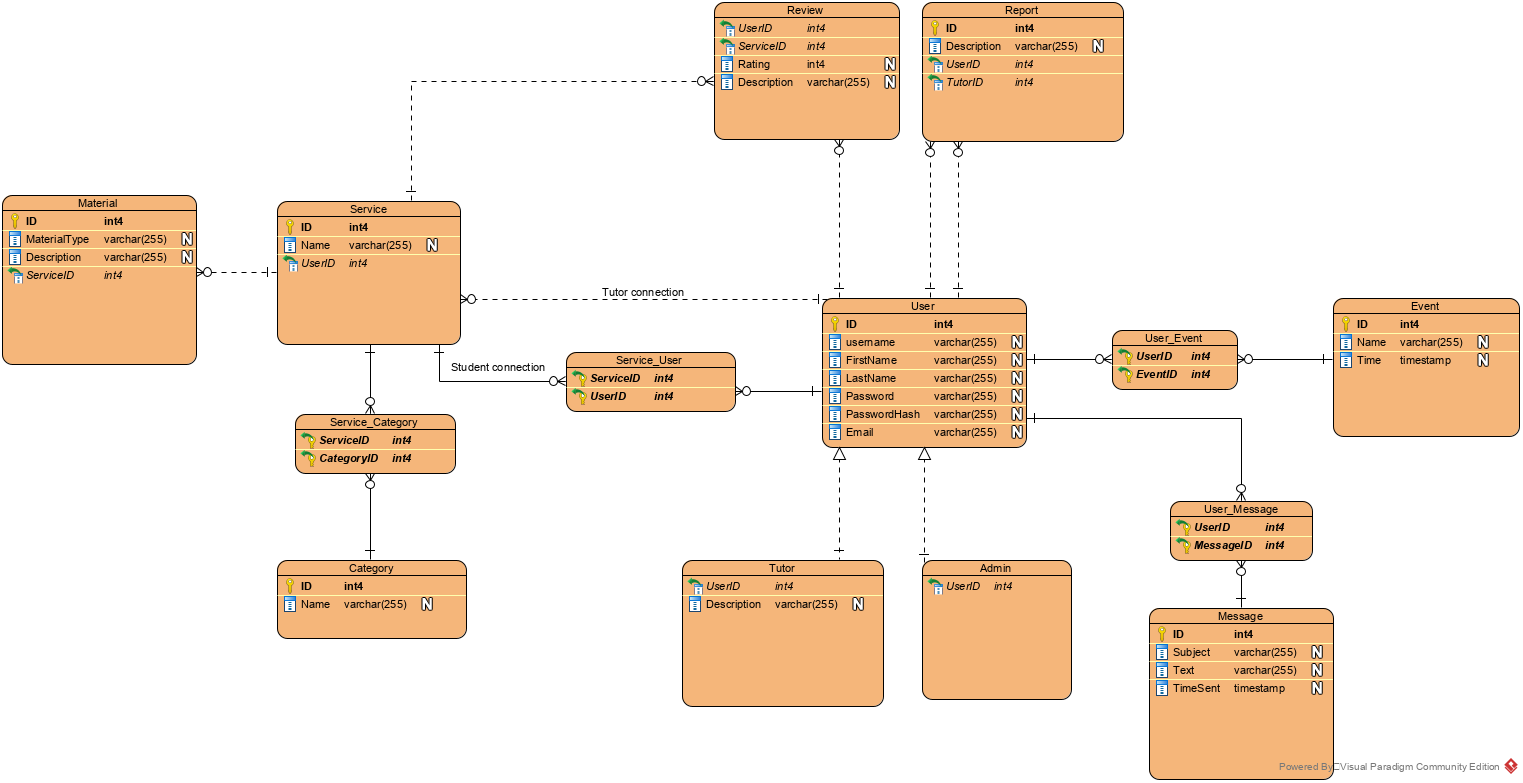 Review
UserID int4
ServiceID int4
Rating int4 N
Description varchar(255) N
Report
ID int4
Description varchar(255) N
UserID int4
TutorID int4
Material
ID int4
MaterialType varchar(255) N
Description varchar(255) N
ServiceID int4
Service
ID int4
Name varchar(255) N
UserID int4
Tutor connection
User
ID int4
username varchar(255) N
FirstName varchar(255) N
LastName varchar(255) N
Password varchar(255) N
PasswordHash varchar(255) N
Email varchar(255) N
Event
ID int4
Name varchar(255) N
Time timestamp N
User_Event
UserID int4
EventID int4
Student connection
Service_User
ServiceID int4
UserID int4
Service_Category
ServiceID int4
CategoryID int4
User_Message
UserID int4
MessageID int4
Category
ID int4
Name varchar(255) N
Tutor
UserID int4
Description varchar(255) N
Admin
UserID int4
Message
ID int4
Subject varchar(255) N
Text varchar(255) N
TimeSent timestamp N
Powered By Visual Paradigm Community Edition